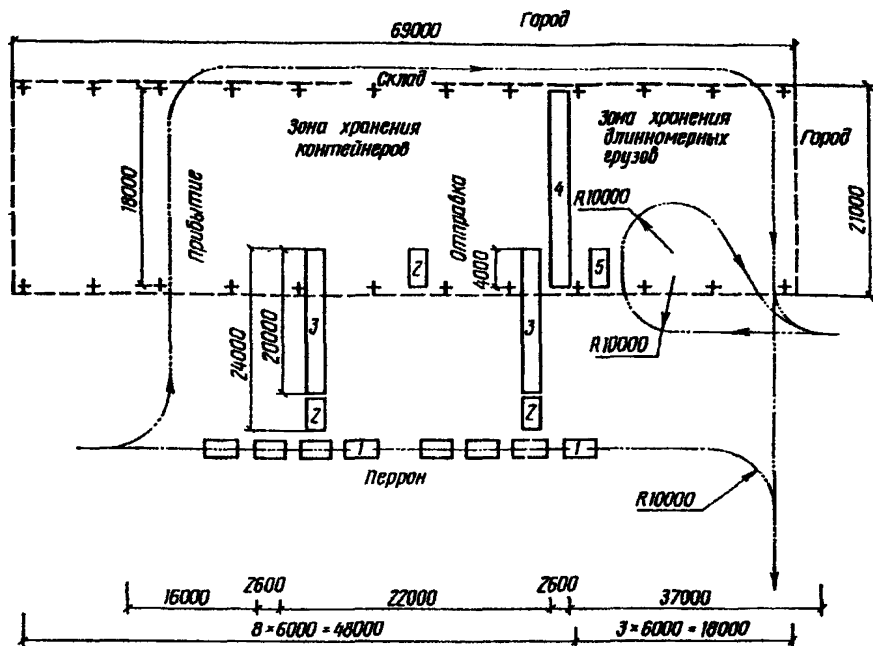 Город
69000
Склад
Зона хранения
контейнеров
Зона хранения
длинномерных
грузов
Город
18000
Прибытие
Отправка
4
R10000
21000
2
4000
5
3
3
24000
20000
R10000
2
2
1
1
Перрон
R10000
2600
2600
16000
22000
37000
8×6000=48000
3×6000=18000